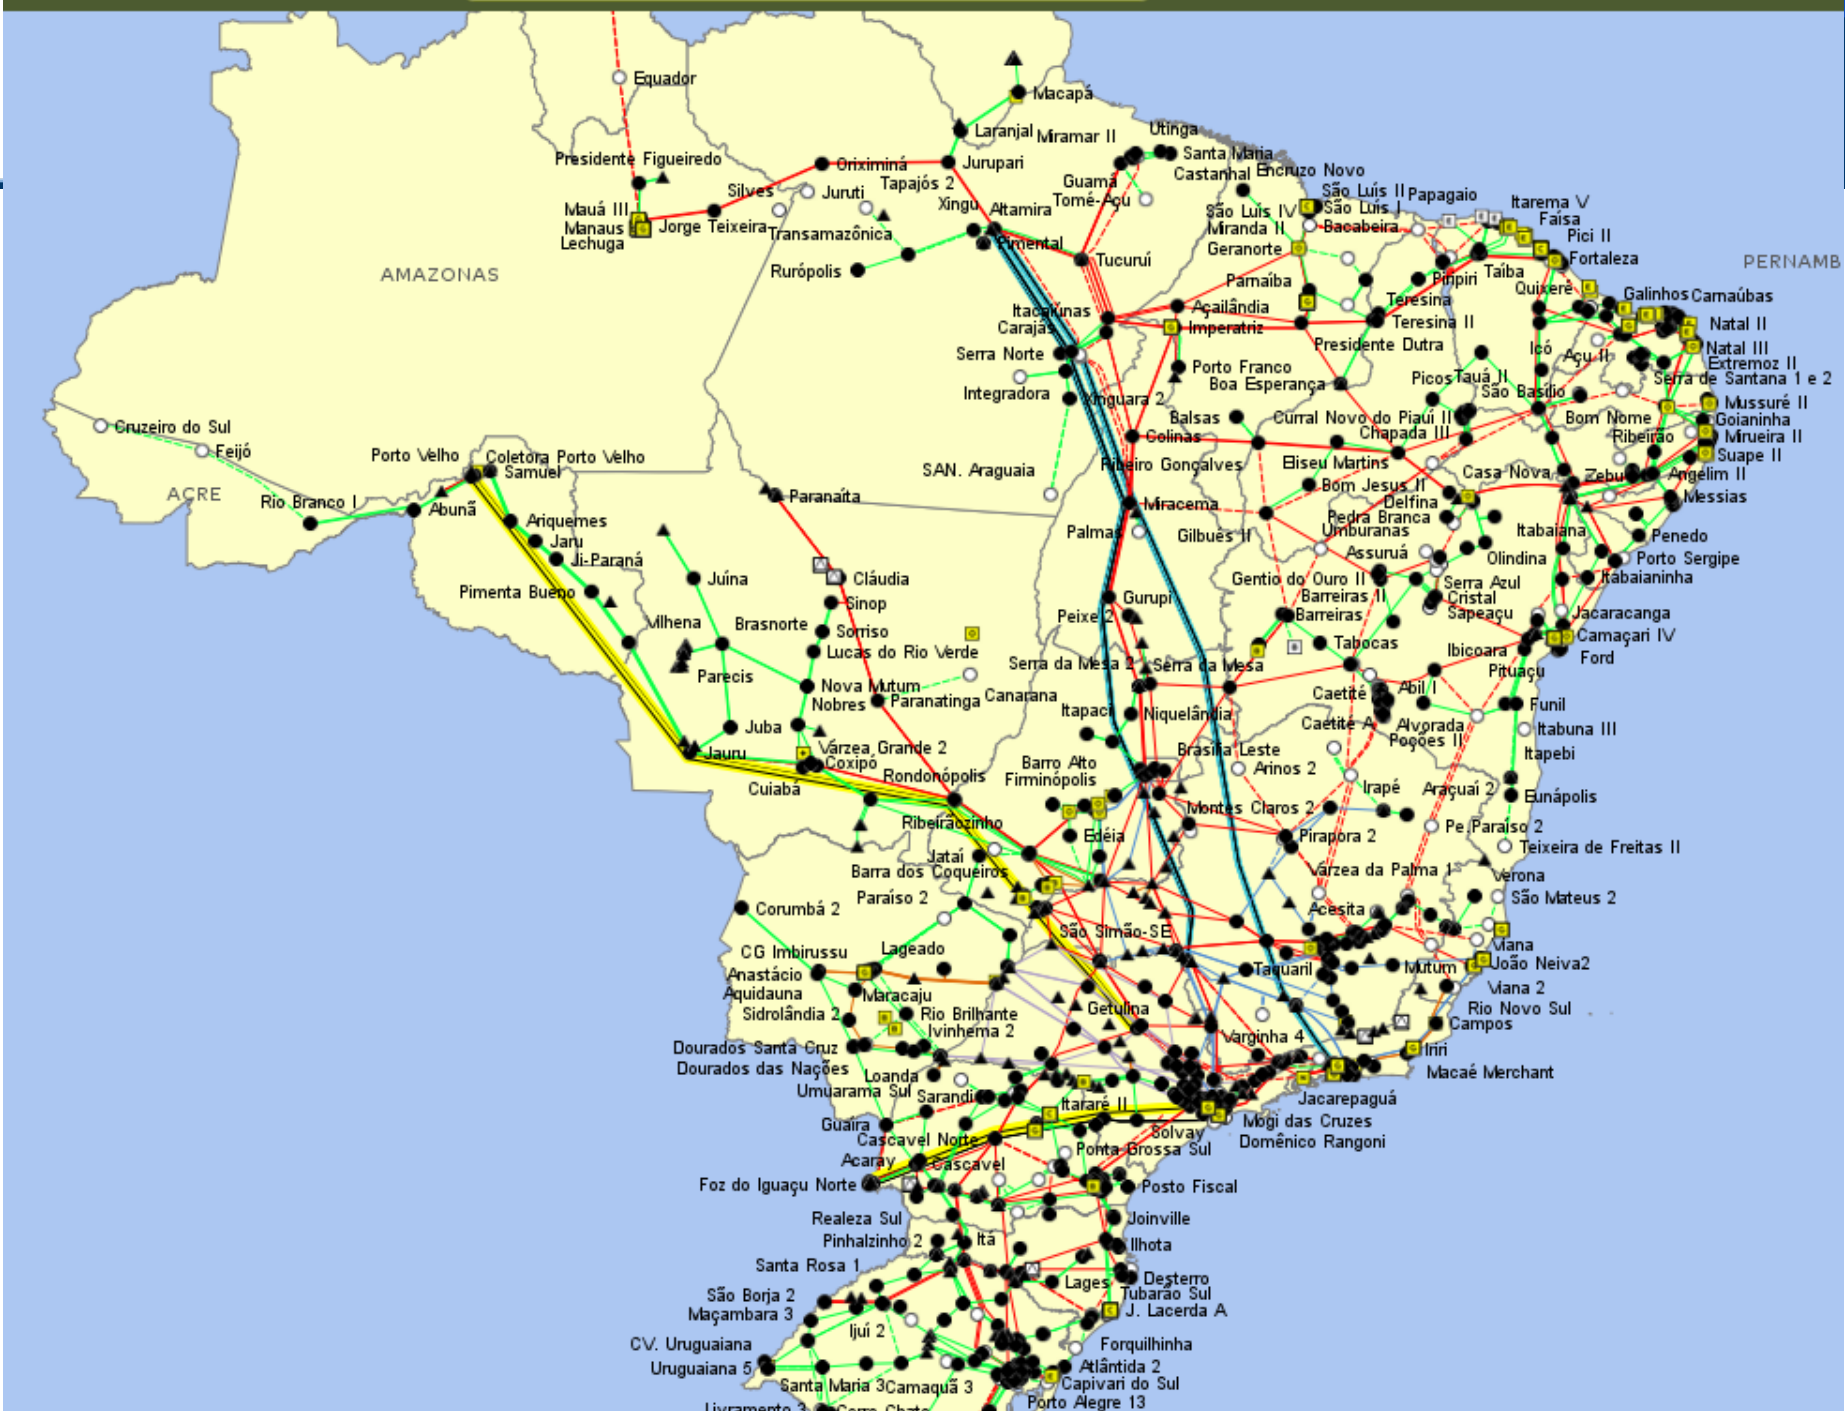 Equador
Macapá
Laranjal
Miramar II
Utinga
Presidente Figueiredo
Oriximiná
Jurupari
Santa Maria
Castanhal
Encruzo Novo
Silves
Juruti
Tapajós 2
Guamá
Tomé-Açu
São Luís II
Papagaio
Itarema V
Mauá III
Manaus
Lechuga
Jorge Teixeira
Transamazônica
Xingu
Altamira
Pimental
São Luís IV
São Luís I
Miranda II
Bacabeira
Faísa
Pici II
Geranorte
Fortaleza
AMAZONAS
Rurópolis
Tucuruí
Parnaíba
Piripiri
Taíba
PERNAMB
Quixeré
Galinhos
Carnaúbas
Itacaiúnas
Carajás
Açailândia
Imperatriz
Teresina
Teresina II
Natal II
Serra Norte
Presidente Dutra
Icó
Açu II
Natal III
Extremoz II
Integradora
Porto Franco
Boa Esperança
Picos
Tauá II
São Basílio
Serra de Santana 1 e 2
Xinguara 2
Balsas
Curral Novo do Piauí II
Bom Nome
Mussuré II
Goianinha
Cruzeiro do Sul
Feijó
Colinas
Chapada III
Ribeirão
Mirueira II
Suape II
Porto Velho
Coletora Porto Velho
Samuel
SAN. Araguaia
Ribeiro Gonçalves
Eliseu Martins
Casa Nova
Zebu
Angelim II
ACRE
Rio Branco I
Abunã
Paranaíta
Miracema
Bom Jesus II
Delfina
Messias
Ariquemes
Jaru
Ji-Paraná
Palmas
Gilbués II
Pedra Branca
Umburanas
Itabaiana
Penedo
Assuruá
Olindina
Porto Sergipe
Pimenta Bueno
Juína
Cláudia
Gentio do Ouro II
Serra Azul
Itabaianinha
Sinop
Gurupi
Barreiras II
Cristal
Vilhena
Brasnorte
Sorriso
Peixe 2
Barreiras
Sapeaçu
Jacaracanga
Lucas do Rio Verde
Tabocas
Camaçari IV
Parecis
Serra da Mesa 2
Serra da Mesa
Ibicoara
Ford
Nova Mutum
Nobres
Paranatinga
Canarana
Pituaçu
Caetité
Abil I
Funil
Juba
Itapaci
Niquelândia
Caetité A
Alvorada
Poções II
Itabuna III
Jauru
Várzea Grande 2
Coxipó
Brasília Leste
Itapebi
Cuiabá
Rondonópolis
Barro Alto
Firminópolis
Arinos 2
Irapé
Araçuaí 2
Eunápolis
Ribeirãozinho
Edéia
Montes Claros 2
Pirapora 2
Pe.Paraíso 2
Teixeira de Freitas II
Jataí
Barra dos Coqueiros
Várzea da Palma 1
Verona
Corumbá 2
Paraíso 2
Acesita
São Mateus 2
São Simão-SE
CG Imbirussu
Lageado
Viana
Anastácio
Taquaril
Mutum
João Neiva2
Aquidauna
Maracaju
Viana 2
Sidrolândia 2
Rio Brilhante
Getulina
Rio Novo Sul
Ivinhema 2
Varginha 4
Campos
Dourados Santa Cruz
Iriri
Dourados das Nações
Loanda
Macaé Merchant
Umuarama Sul
Sarandi
Itararé II
Jacarepaguá
Guaíra
Cascavel Norte
Solvay
Mogi das Cruzes
Domênico Rangoni
Acaray
Cascavel
Ponta Grossa Sul
Foz do Iguaçu Norte
Posto Fiscal
Realeza Sul
Joinville
Pinhalzinho 2
Itá
Ilhota
Santa Rosa 1
Lages
Desterro
São Borja 2
Tubarão Sul
Maçambara 3
J. Lacerda A
Ijuí 2
CV. Uruguaiana
Forquilhinha
Uruguaiana 5
Atlântida 2
Santa Maria 3
Camaquã 3
Capivari do Sul
Porto Alegre 13
Livramento 3
Cerro Chato